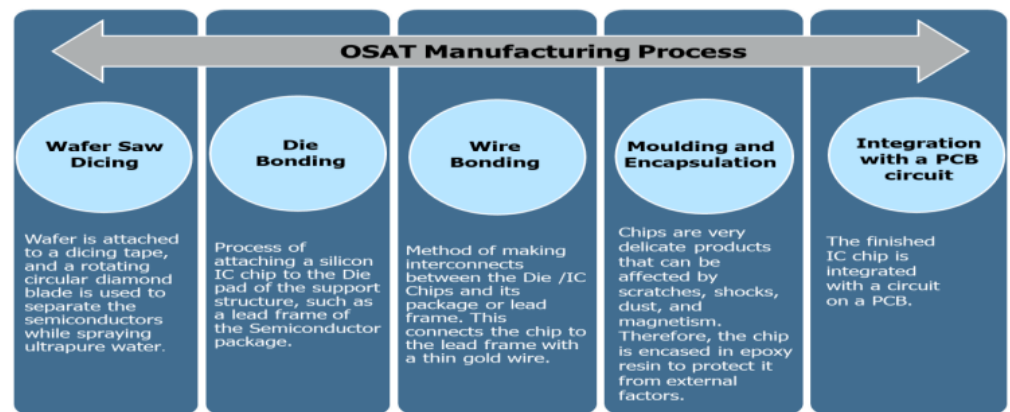 OSAT Manufacturing Process
Wafer Saw
Dicing
Wafer is attached
to a dicing tape,
and a rotating
circular diamond
blade is used to
separate the
semiconductors
while spraying
ultrapure water.
Die
Bonding
Process of
attaching a silicon
IC chip to the Die
pad of the support
structure, such as
a lead frame of
the Semiconductor
package.
Wire
Bonding
Method of making
interconnects
between the Die /IC
Chips and its
package or lead
frame. This
connects the chip to
the lead frame with
a thin gold wire.
Moulding and
Encapsulation
Chips are very
delicate products
that can be
affected by
scratches, shocks,
dust, and
magnetism.
Therefore, the chip
is encased in epoxy
resin to protect it
from external
factors.
Integration
with a PCB
circuit
The finished
IC chip is
integrated
with a circuit
on a PCB.